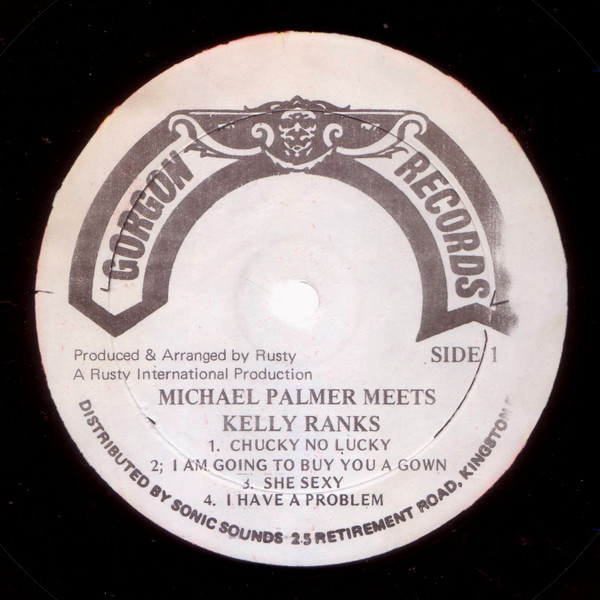 GORGON RECORDS
Produced & Arranged by Rusty
A Rusty International Production
SIDE 1
MICHAEL PALMER MEETS
KELLY RANKS
1. CHUCKY NO LUCKY
2; I AM GOING TO BUY YOU A GOWN
3. SHE SEXY
4. I HAVE A PROBLEM
DISTRIBUTED BY SONIC SOUNDS 25 RETIREMENT ROAD, KINGSTON